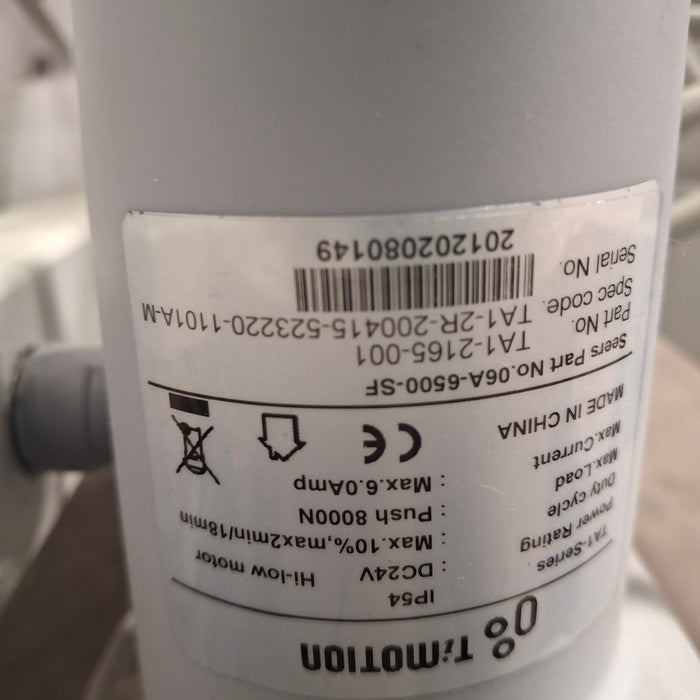 TiMOTION
TA1-Series IP54
Power Rating : DC24V Hi-low motor
Duty cycle : Max.10%,max2min/18min
Max.Load : Push 8000N
Max.Current : Max.6.0Amp
MADE IN CHINA
Seers Part No.06A-6500-SF
Part No. TA1-2165-001
Spec code. TA1-2R-200415-523220-1101A-M
Serial No. 201202080149